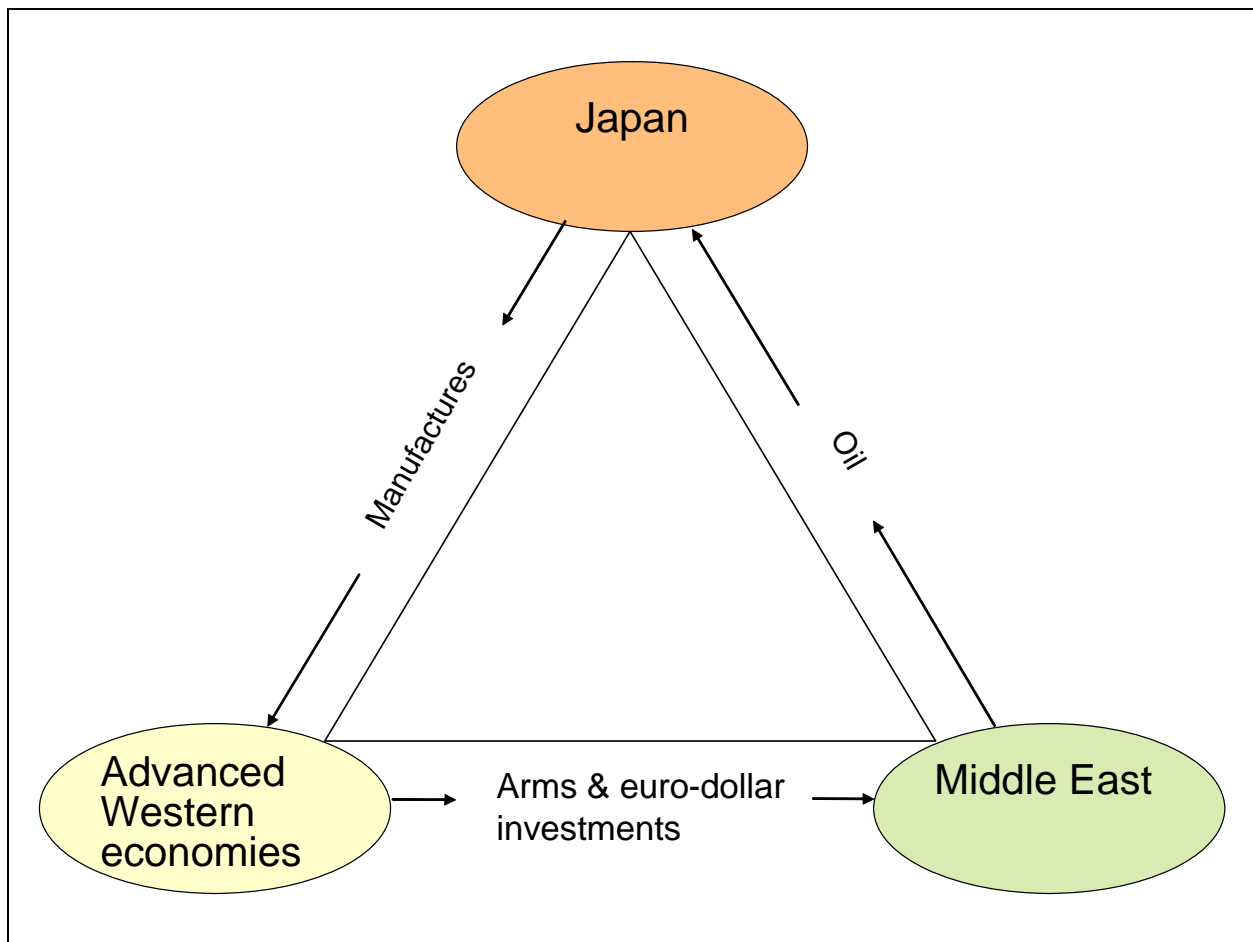 Japan
Manufactures
Oil
Advanced
Western
economies
Arms & euro-dollar
investments
Middle East